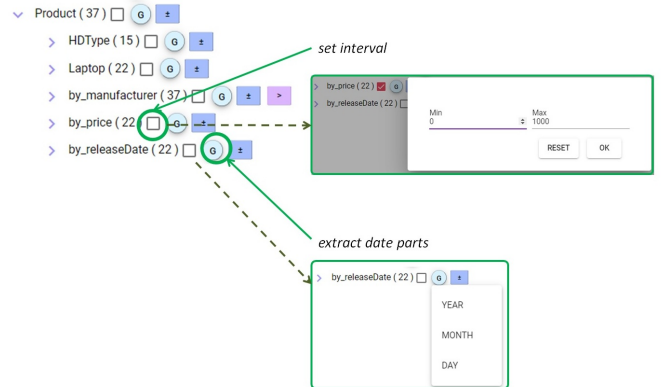 Product ( 37 ) G ±
HDType ( 15 ) G ±
Laptop ( 22 ) G ±
by_manufacturer ( 37 ) G ± >
by_price ( 22 ) G ±
by_releaseDate ( 22 ) G ±
set interval
by_price ( 22 ) G
by_releaseDate ( 22 )
Min Max
0 1000
RESET OK
extract date parts
by_releaseDate ( 22 ) G ±
YEAR
MONTH
DAY